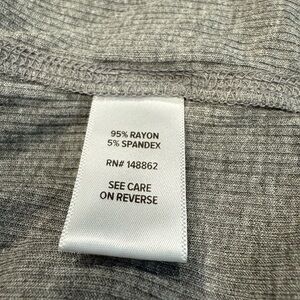 95% RAYON
5% SPANDEX
RN# 148862
SEE CARE
ON REVERSE